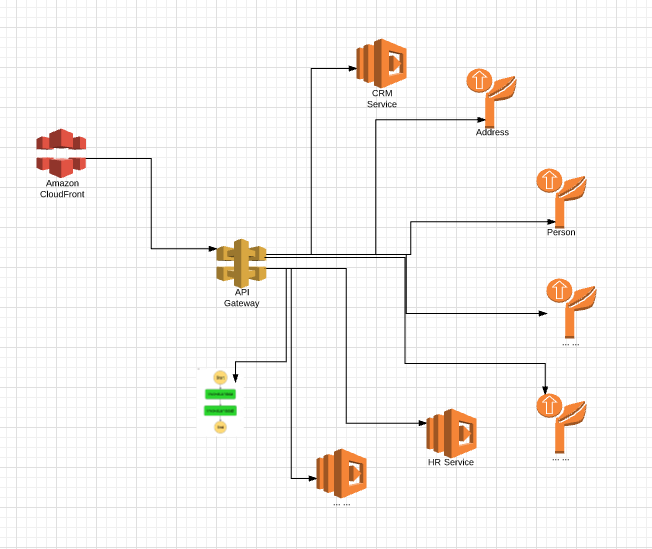 CRM
Service
Address
Amazon
CloudFront
Person
API
Gateway
... ...
... ...
HR Service
... ...